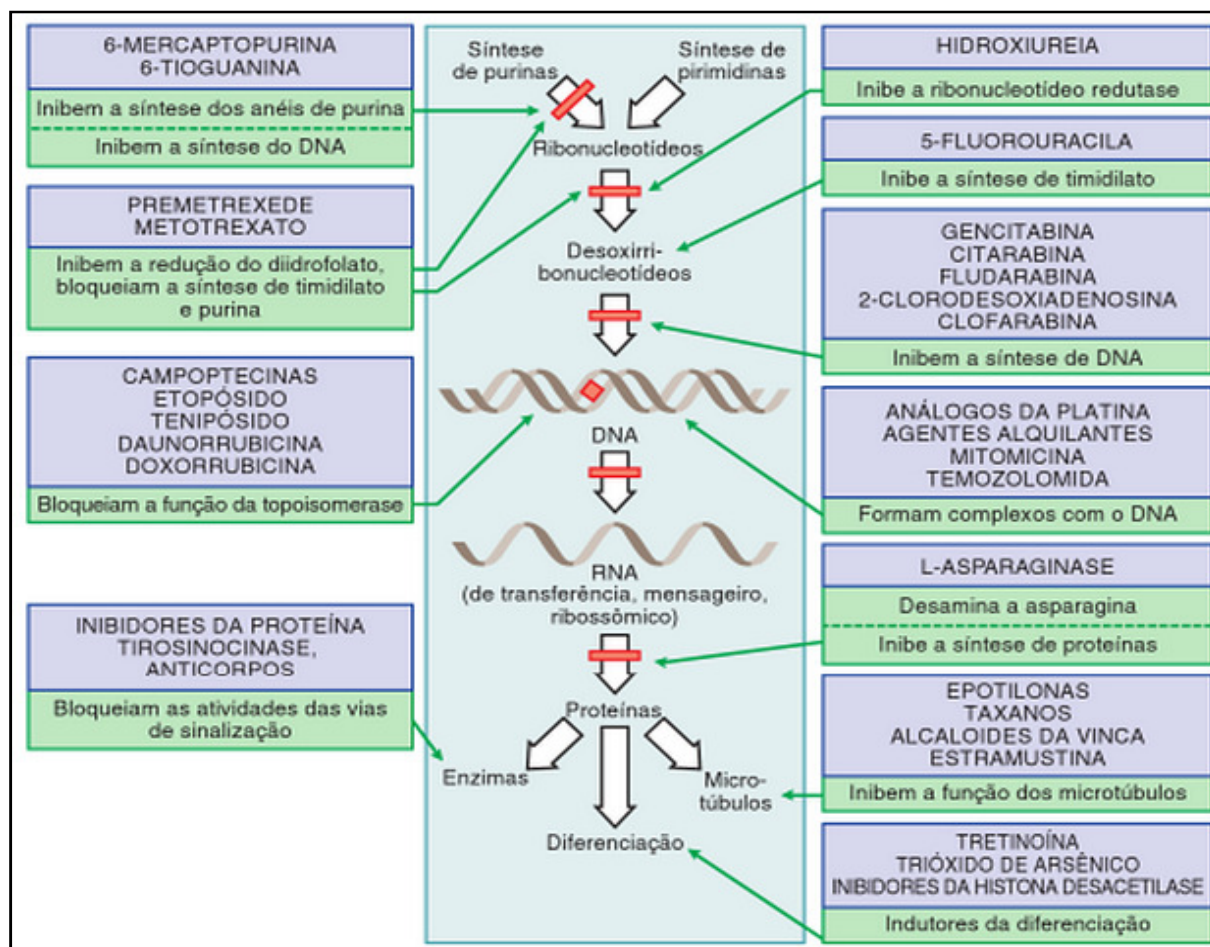 6-MERCAPTOPURINA
6-TIOGUANINA
Inibem a síntese dos anéis de purina
Inibem a síntese do DNA
PREMETREXEDE
METOTREXATO
Inibem a redução do diidrofolato,
bloqueiam a síntese de timidilato
e purina
CAMPOPTECINAS
ETOPÓSIDO
TENIPÓSIDO
DAUNORRUBICINA
DOXORRUBICINA
Bloqueiam a função da topoisomerase
INIBIDORES DA PROTEÍNA
TIROSINOCINASE,
ANTICORPOS
Bloqueiam as atividades das vias
de sinalização
Síntese
de purinas
Síntese de
pirimidinas
Ribonucleotídeos
Desoxirri-
bonucleotídeos
DNA
RNA
(de transferência, mensageiro,
ribossômico)
Proteínas
Enzimas
Micro-
túbulos
Diferenciação
HIDROXIUREIA
Inibe a ribonucleotídeo redutase
5-FLUOROURACILA
Inibe a síntese de timidilato
GENCITABINA
CITARABINA
FLUDARABINA
2-CLORODESOXIADENOSINA
CLOFARABINA
Inibem a síntese de DNA
ANÁLOGOS DA PLATINA
AGENTES ALQUILANTES
MITOMICINA
TEMOZOLOMIDA
Formam complexos com o DNA
L-ASPARAGINASE
Desamina a asparagina
Inibe a síntese de proteínas
EPOTILONAS
TAXANOS
ALCALOIDES DA VINCA
ESTRAMUSTINA
Inibem a função dos microtúbulos
TRETINOÍNA
TRIÓXIDO DE ARSÊNICO
INIBIDORES DA HISTONA DESACETILASE
Indutores da diferenciação